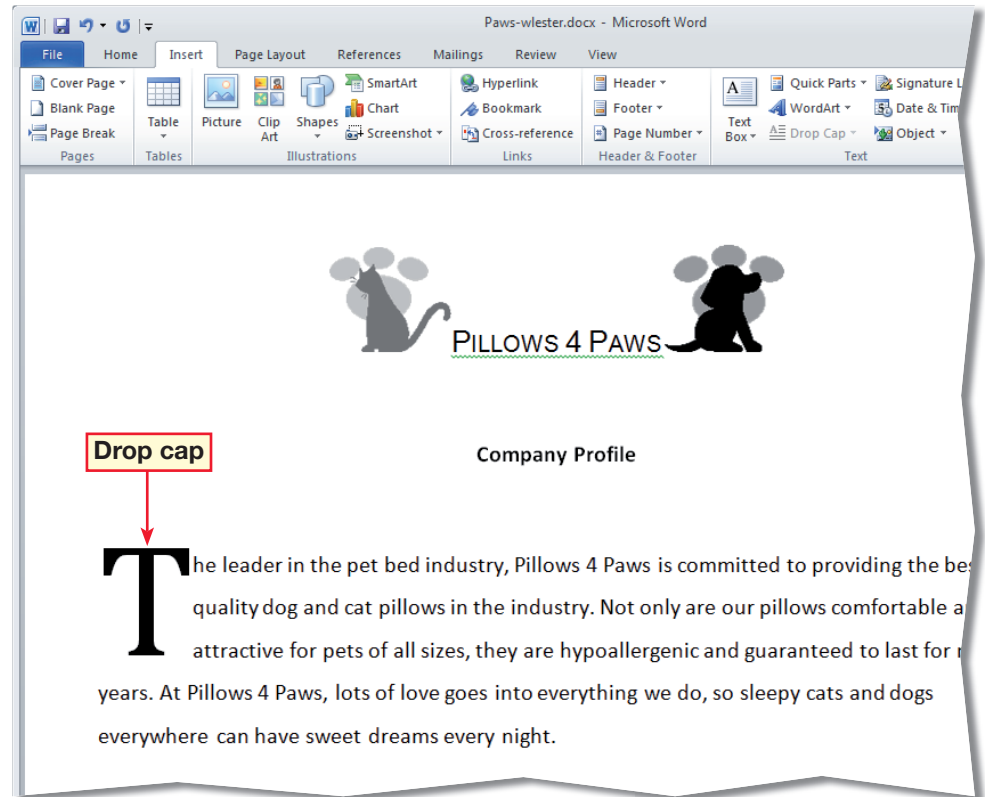 Paws-wlester.docx - Microsoft Word
File Home Insert Page Layout References Mailings Review View
Cover Page
Blank Page
Page Break
Pages
Table
Tables
Picture
Clip Art
Shapes
SmartArt
Chart
Screenshot
Illustrations
Hyperlink
Bookmark
Cross-reference
Links
Header
Footer
Page Number
Header & Footer
A
Text Box
Quick Parts
WordArt
Drop Cap
Signature L
Date & Tim
Object
Text
PILLOWS 4 PAWS
Drop cap
Company Profile
The leader in the pet bed industry, Pillows 4 Paws is committed to providing the bes
quality dog and cat pillows in the industry. Not only are our pillows comfortable a
attractive for pets of all sizes, they are hypoallergenic and guaranteed to last for
years. At Pillows 4 Paws, lots of love goes into everything we do, so sleepy cats and dogs
everywhere can have sweet dreams every night.